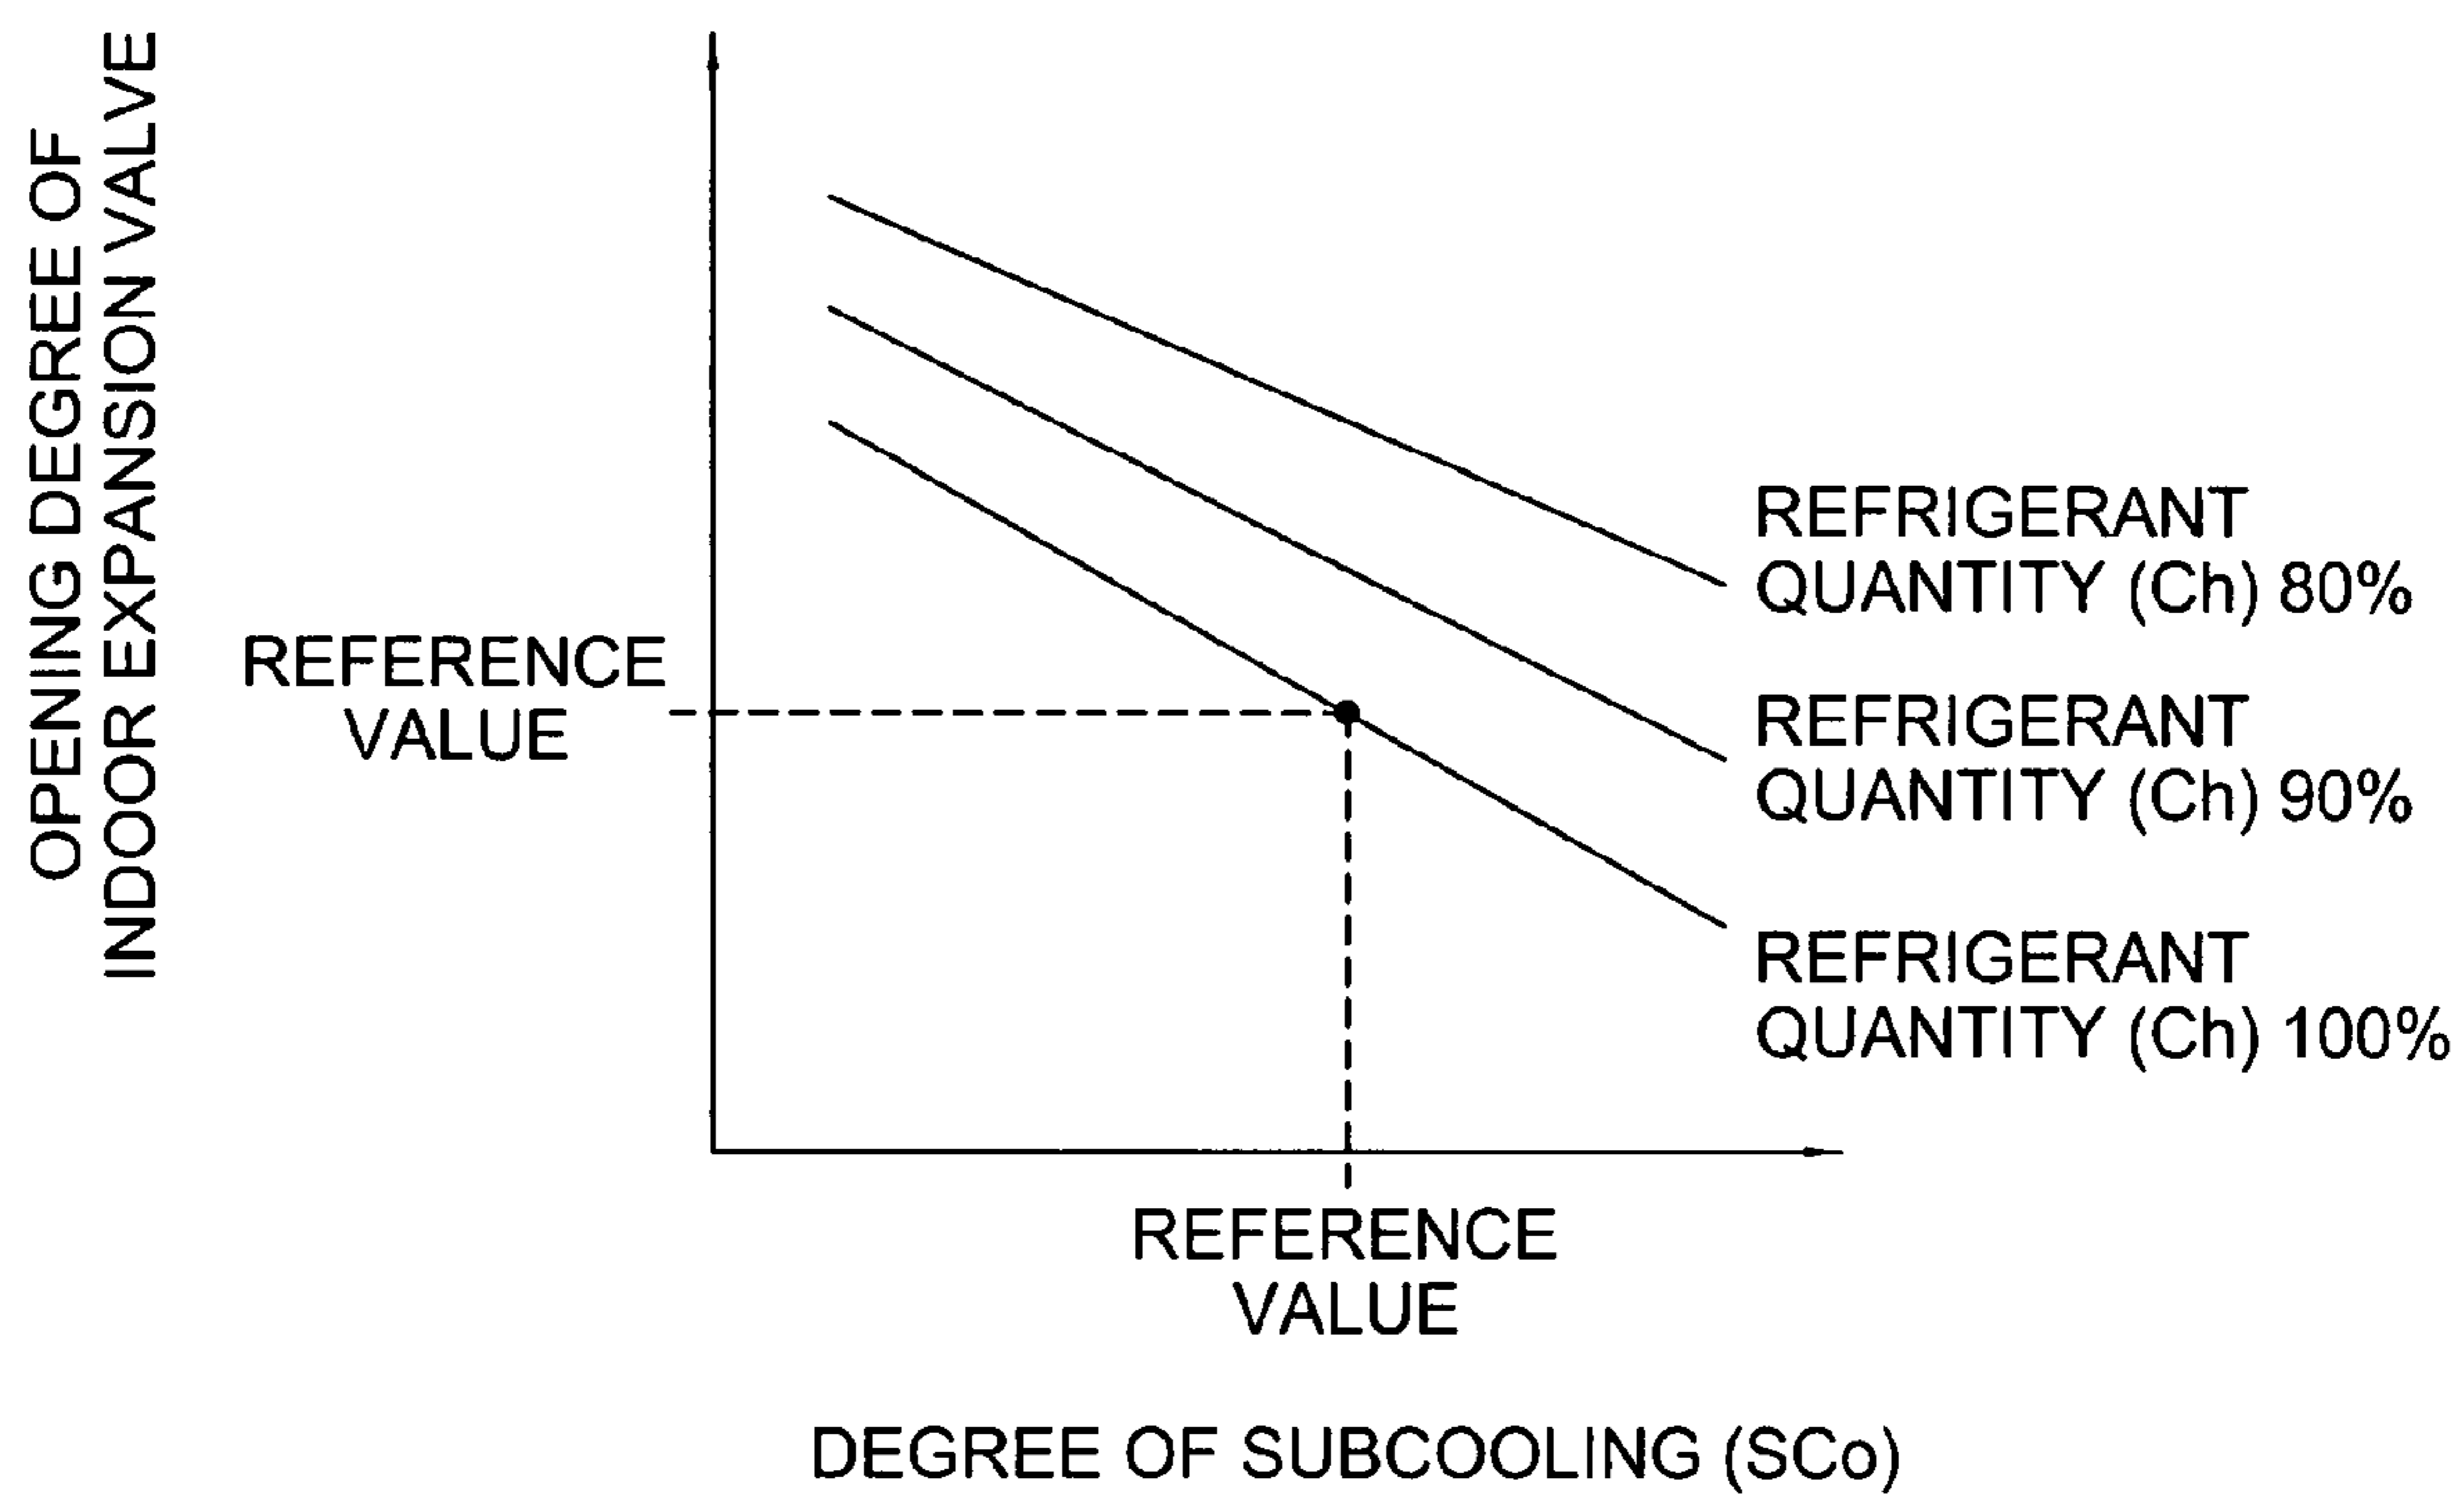 OPENING DEGREE OF
INDOOR EXPANSION VALVE
REFERENCE
VALUE
REFRIGERANT
QUANTITY (Ch) 80%
REFRIGERANT
QUANTITY (Ch) 90%
REFRIGERANT
QUANTITY (Ch) 100%
REFERENCE
VALUE
DEGREE OF SUBCOOLING (SCo)